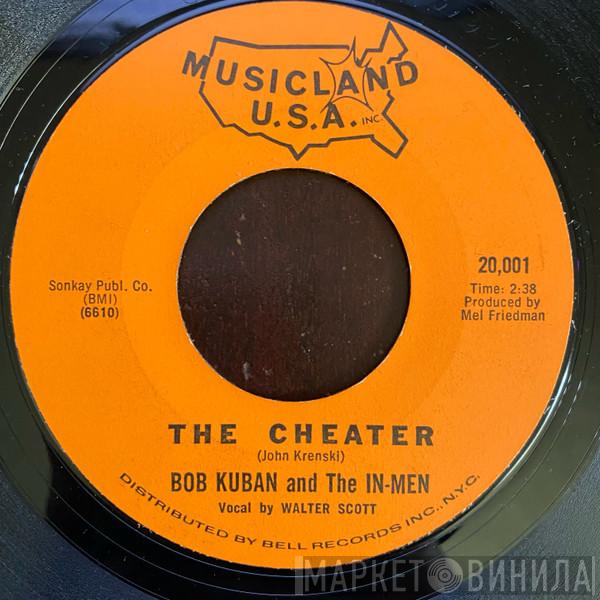 MUSICLAND
U.S.A. INC.
Sonkay Publ. Co.
(BMI)
(6610)
20,001
Time: 2:38
Produced by
Mel Friedman
THE CHEATER
(John Krenski)
BOB KUBAN and The IN-MEN
Vocal by WALTER SCOTT
DISTRIBUTED BY BELL RECORDS INC., N.Y.C.
МАРКЕТ ВИНИЛА